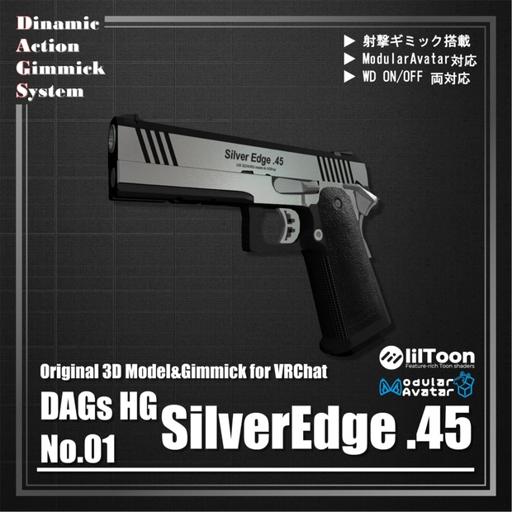 Dinamic
Action
Gimmick
System
▶ 射撃ギミック搭載
▶ ModularAvatar対応
▶ WD ON/OFF 両対応
Silver Edge .45
Original 3D Model&Gimmick for VRChat
lilToon
Feature-rich Toon shaders
Modular
Avatar
DAGs HG
No.01
SilverEdge .45